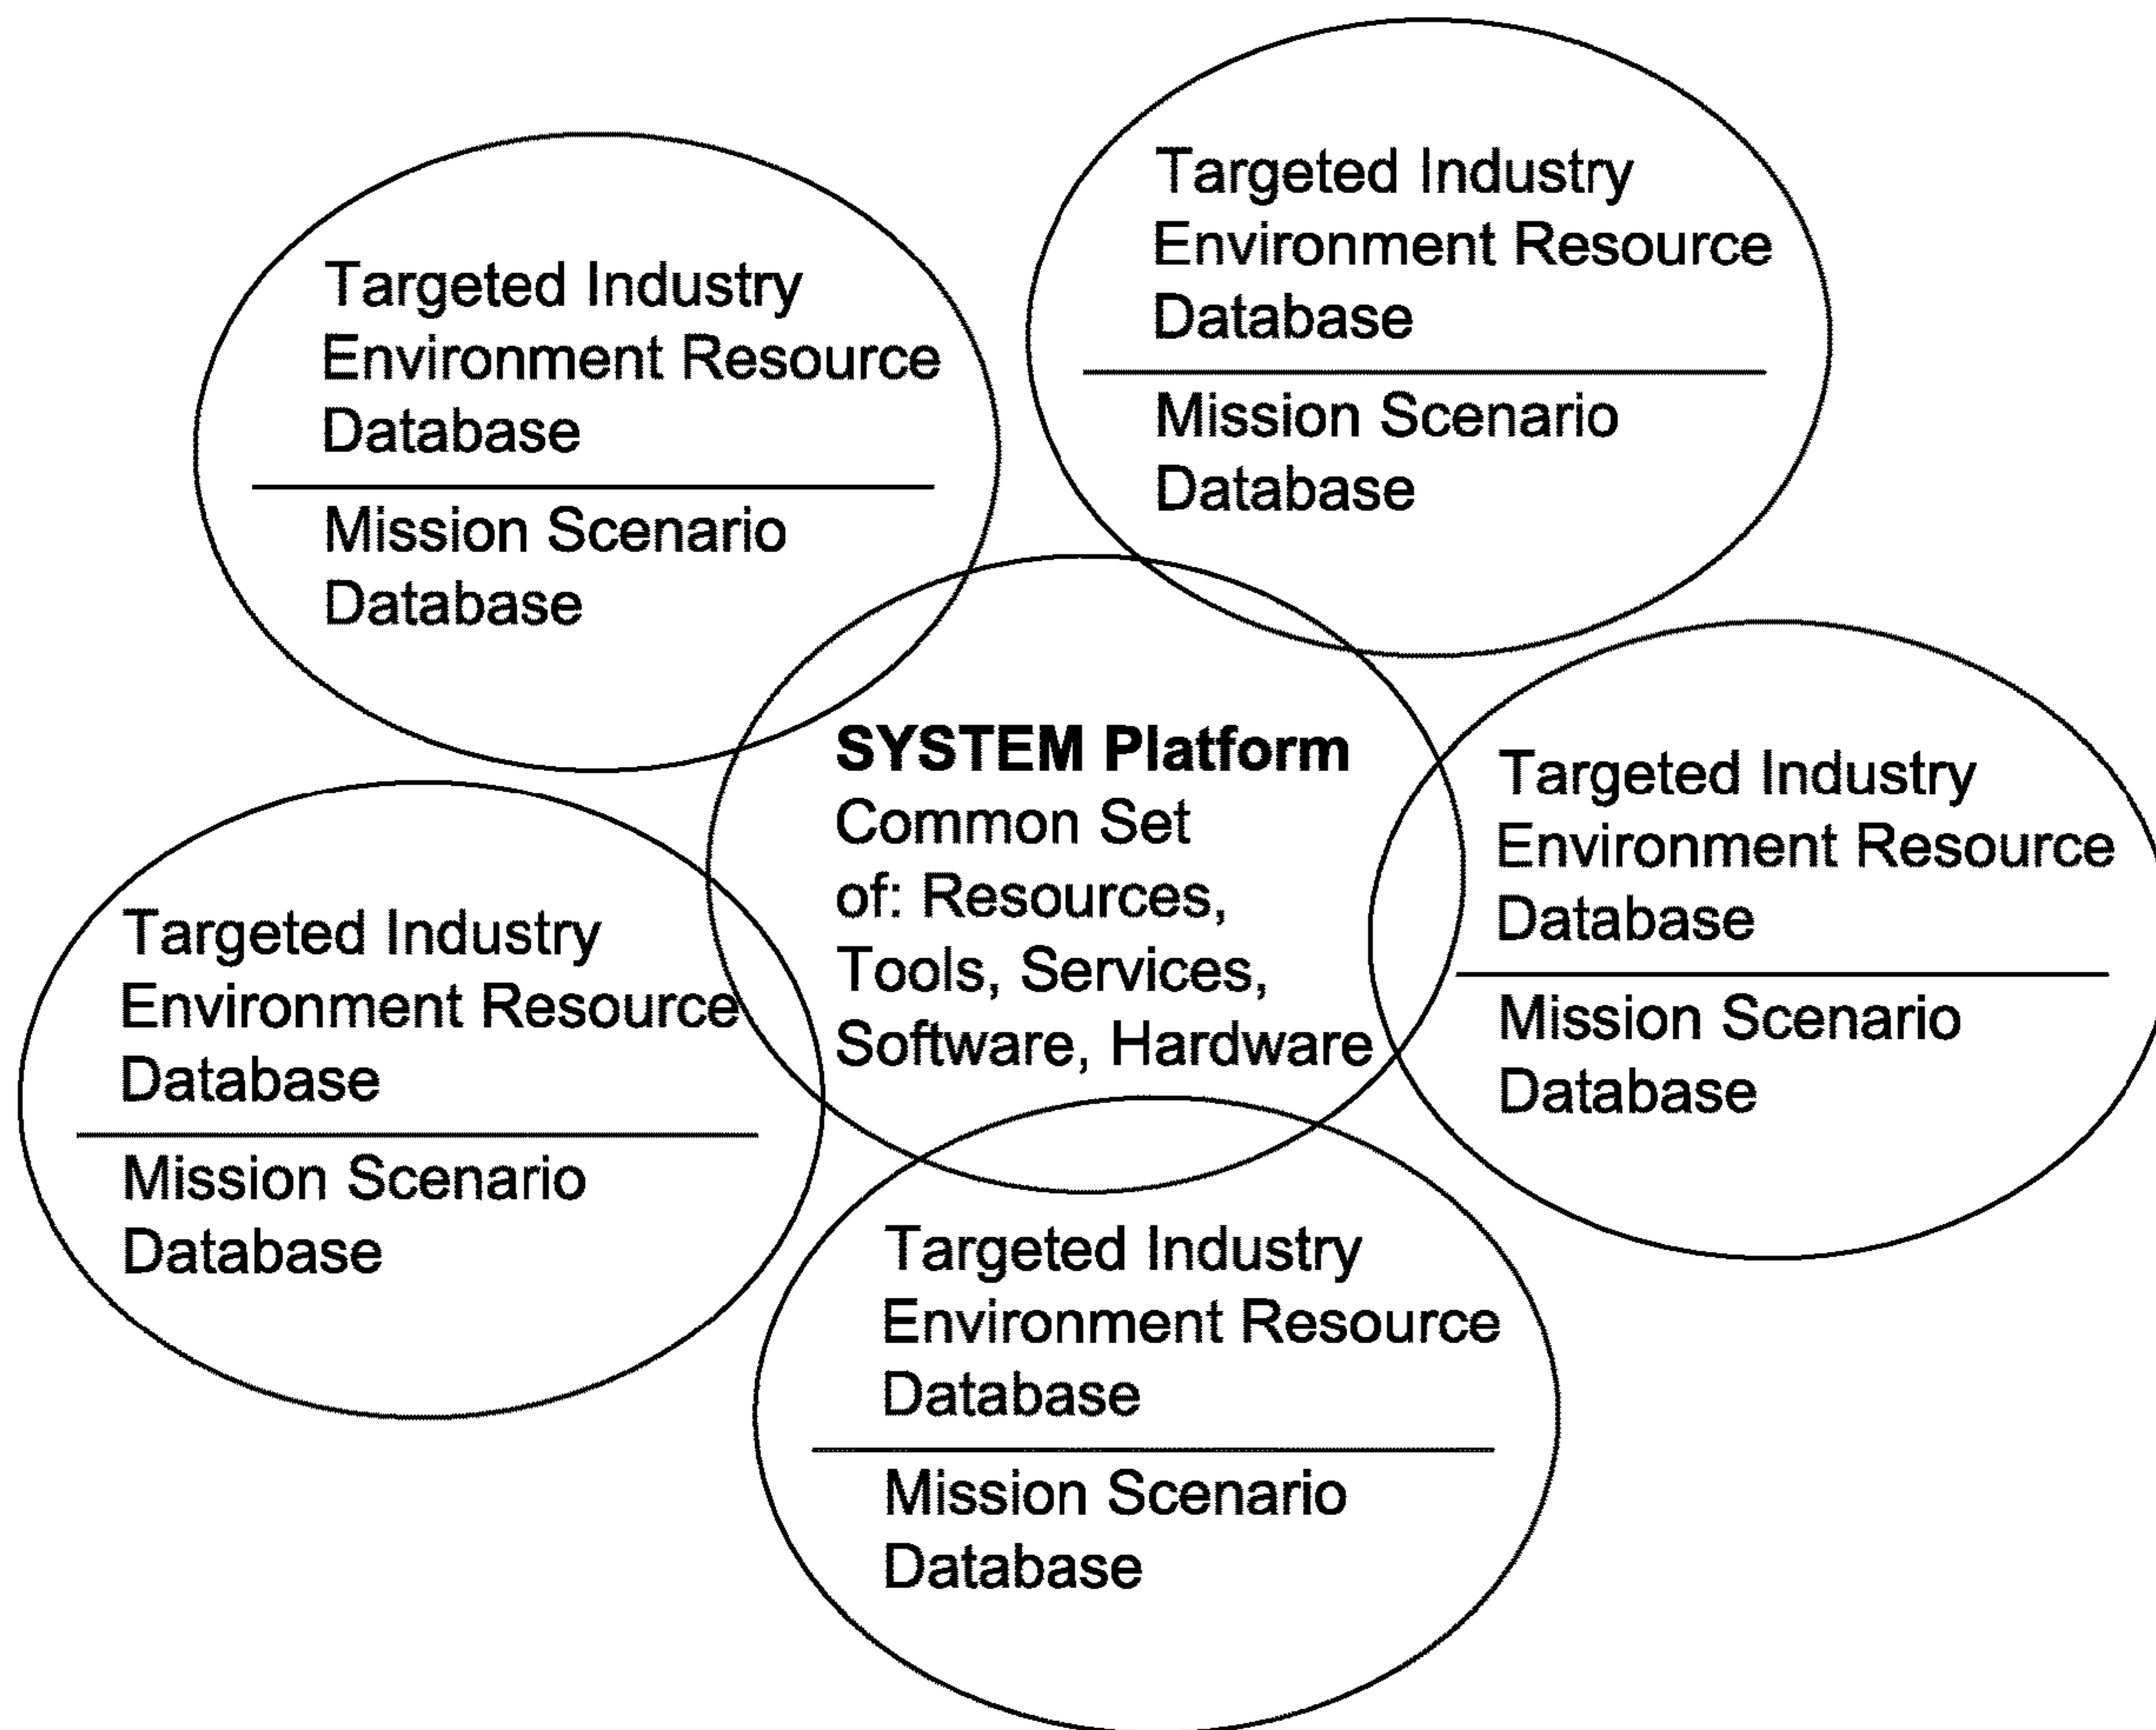 Targeted Industry
Environment Resource
Database
Mission Scenario
Database
Targeted Industry
Environment Resource
Database
Mission Scenario
Database
SYSTEM Platform
Common Set
of: Resources,
Tools, Services,
Software, Hardware
Targeted Industry
Environment Resource
Database
Mission Scenario
Database
Targeted Industry
Environment Resource
Database
Mission Scenario
Database
Targeted Industry
Environment Resource
Database
Mission Scenario
Database